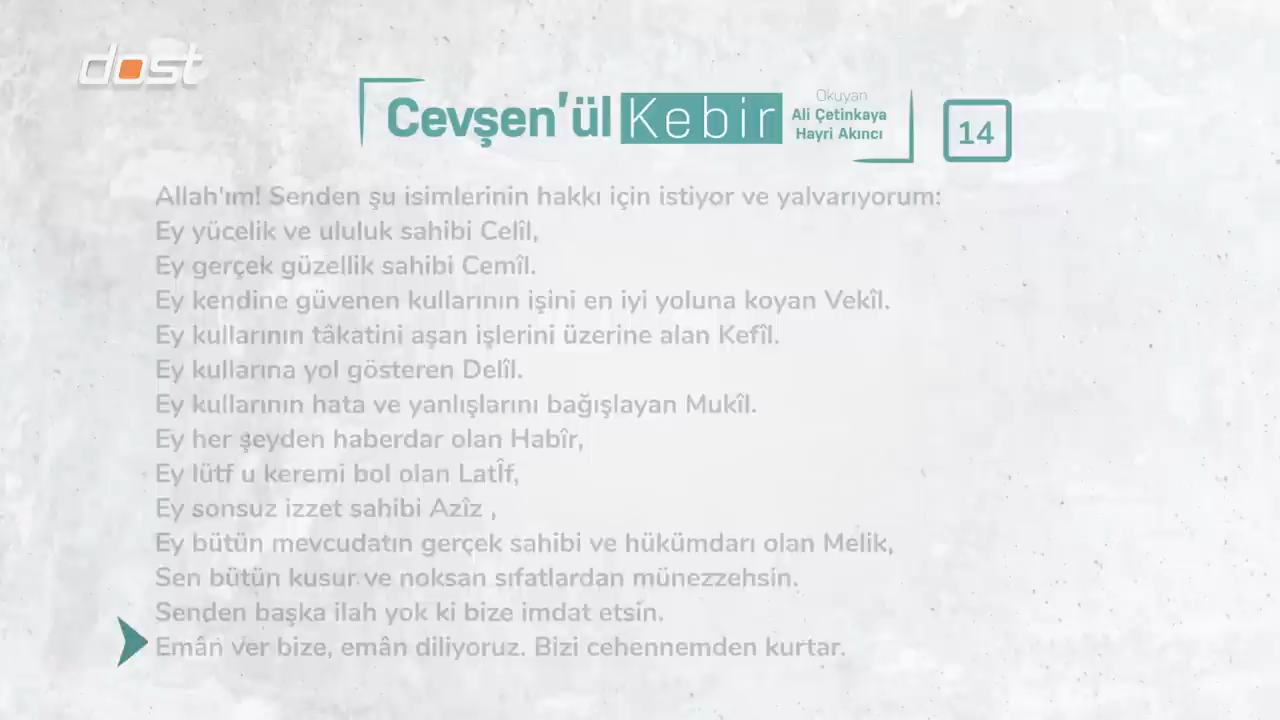 dost
Cevşen'ül Kebir
Okuyan
Ali Çetinkaya
Hayri Akıncı
14
Allah'ım! Senden şu isimlerinin hakkı için istiyor ve yalvarıyorum:
Ey yücelik ve ululuk sahibi Celîl,
Ey gerçek güzellik sahibi Cemîl.
Ey kendine güvenen kullarının işini en iyi yoluna koyan Vekîl.
Ey kullarının tâkatini aşan işlerini üzerine alan Kefîl.
Ey kullarına yol gösteren Delîl.
Ey kullarının hata ve yanlışlarını bağışlayan Mukîl.
Ey her şeyden haberdar olan Habîr,
Ey lütf u keremi bol olan LatÎf,
Ey sonsuz izzet sahibi Azîz ,
Ey bütün mevcudatın gerçek sahibi ve hükümdarı olan Melik,
Sen bütün kusur ve noksan sıfatlardan münezzehsin.
Senden başka ilah yok ki bize imdat etsin.
Emân ver bize, emân diliyoruz. Bizi cehennemden kurtar.